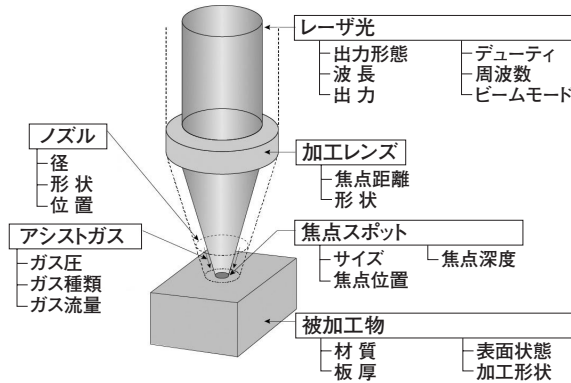 レーザ光
出力形態
波長
出力
デューティ
周波数
ビームモード
ノズル
径
形状
位置
加工レンズ
焦点距離
形状
アシストガス
ガス圧
ガス種類
ガス流量
焦点スポット
サイズ
焦点位置
焦点深度
被加工物
材質
板厚
表面状態
加工形状